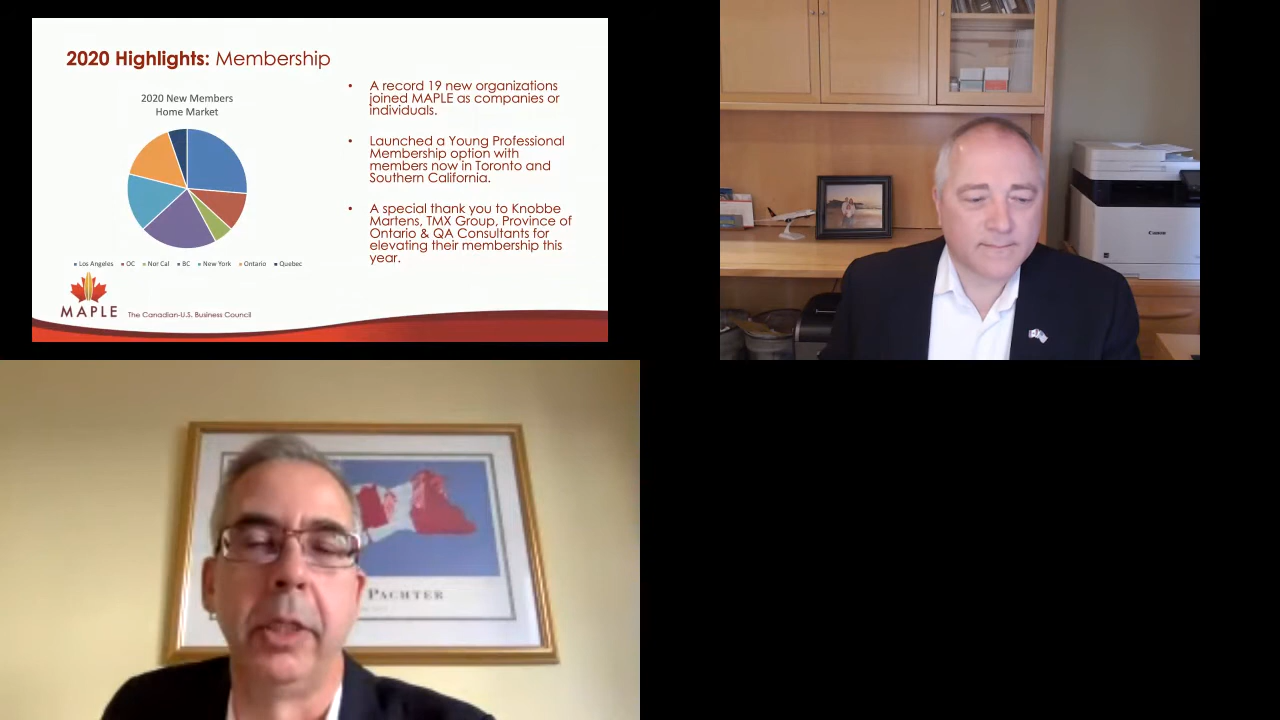 2020 Highlights: Membership
2020 New Members
Home Market
Los Angeles OC Nor Cal BC New York Ontario Quebec
• A record 19 new organizations
joined MAPLE as companies or
individuals.
• Launched a Young Professional
Membership option with
members now in Toronto and
Southern California.
• A special thank you to Knobbe
Martens, TMX Group, Province of
Ontario & QA Consultants for
elevating their membership this
year.
MAPLE
The Canadian-U.S. Business Council
Canon
PACHTER